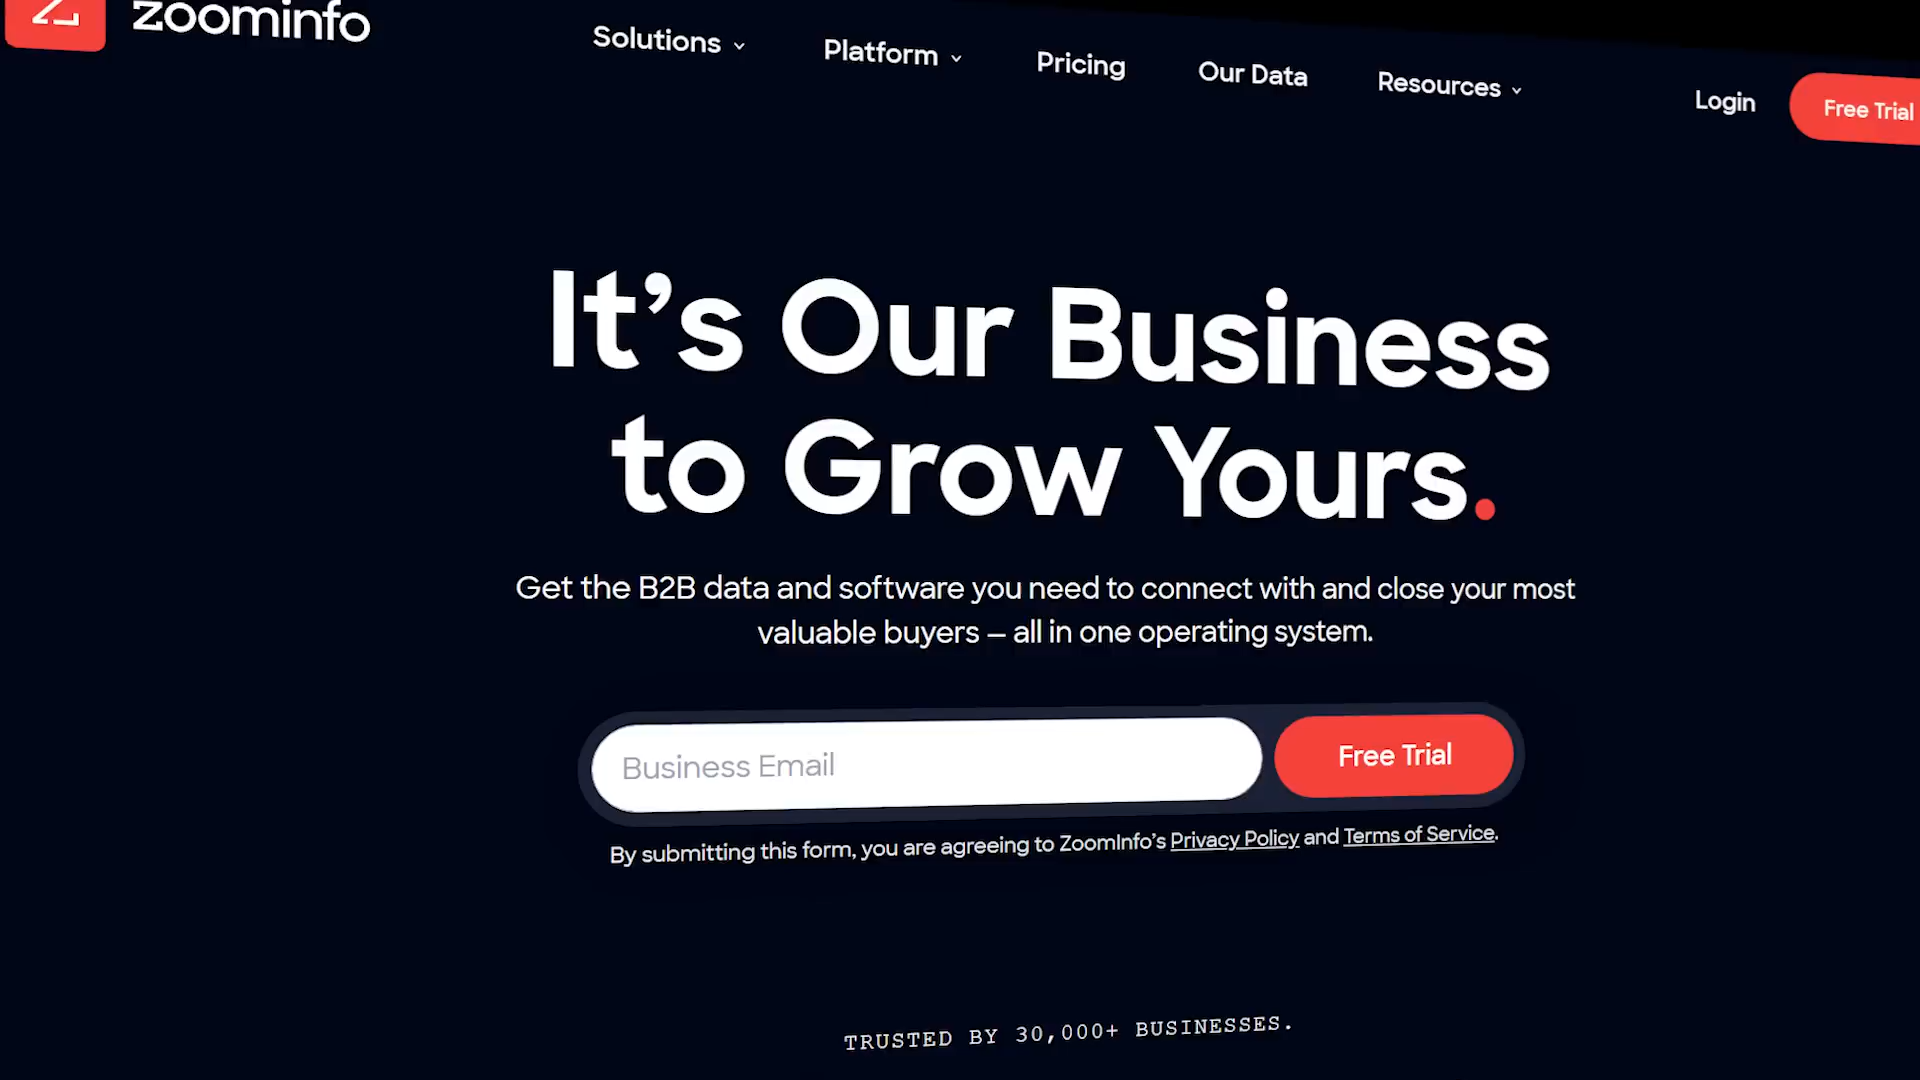 zoominfo
Solutions
Platform
Pricing
Our Data
Resources
Login
Free Trial
It's Our Business
to Grow Yours.
Get the B2B data and software you need to connect with and close your most
valuable buyers — all in one operating system.
Business Email
Free Trial
By submitting this form, you are agreeing to ZoomInfo's Privacy Policy and Terms of Service.
TRUSTED BY 30,000+ BUSINESSES.